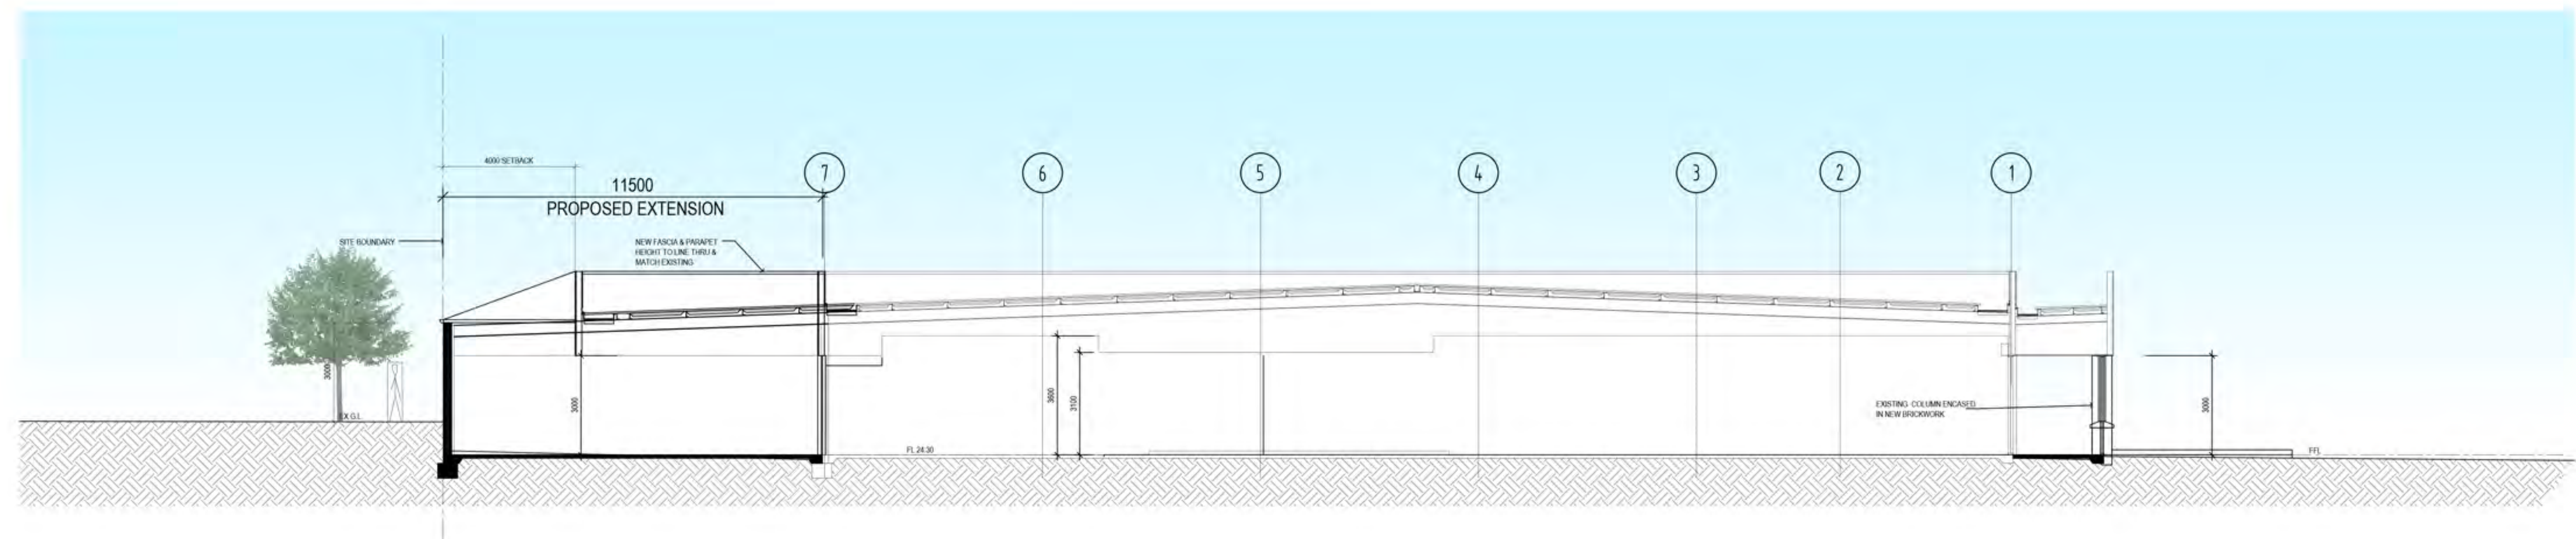 4000 SETBACK
11500
PROPOSED EXTENSION
7
6
5
4
3
2
1
SITE BOUNDARY
NEW FASCIA & PARAPET
HEIGHT TO LINE THRU &
MATCH EXISTING
3000
EX G.L.
3000
3600
3100
FL 24:30
EXISTING COLUMN ENCASED
IN NEW BRICKWORK
3000
FFL